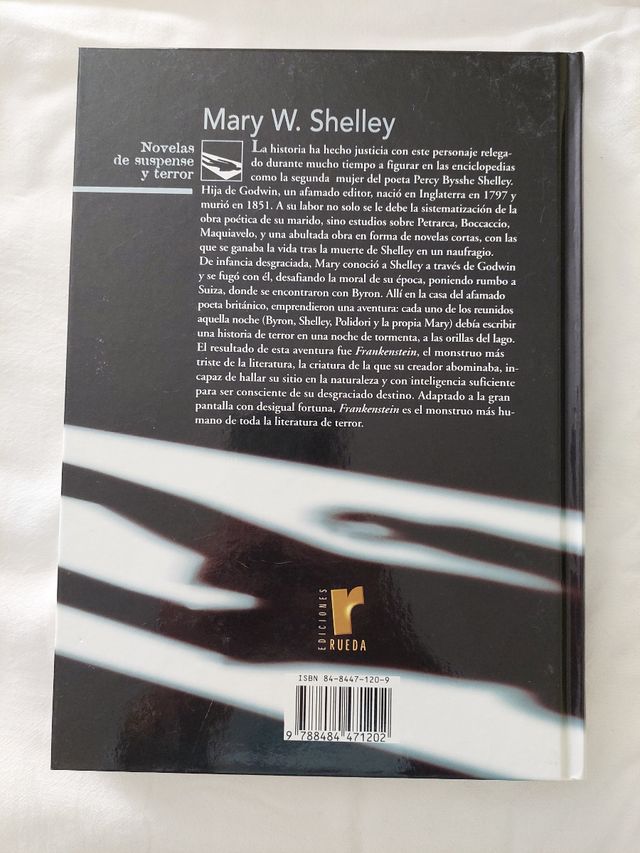 Mary W. Shelley
Novelas
de suspense
y terror
La historia ha hecho justicia con este personaje relega-
do durante mucho tiempo a figurar en las enciclopedias
como la segunda mujer del poeta Percy Bysshe Shelley.
Hija de Godwin, un afamado editor, nació en Inglaterra en 1797 y
murió en 1851. A su labor no solo se le debe la sistematización de la
obra poética de su marido, sino estudios sobre Petrarca, Boccaccio,
Maquiavelo, y una abultada obra en forma de novelas cortas, con las
que se ganaba la vida tras la muerte de Shelley en un naufragio.
De infancia desgraciada, Mary conoció a Shelley a través de Godwin
y se fugó con él, desafiando la moral de su época, poniendo rumbo a
Suiza, donde se encontraron con Byron. Allí en la casa del afamado
poeta británico, emprendieron una aventura: cada uno de los reunidos
aquella noche (Byron, Shelley, Polidori y la propia Mary) debía escribir
una historia de terror en una noche de tormenta, a las orillas del lago.
El resultado de esta aventura fue Frankenstein, el monstruo más
triste de la literatura, la criatura de la que su creador abominaba, in-
capaz de hallar su sitio en la naturaleza y con inteligencia suficiente
para ser consciente de su desgraciado destino. Adaptado a la gran
pantalla con desigual fortuna, Frankenstein es el monstruo más hu-
mano de toda la literatura de terror.
EDICIONES
r
RUEDA
ISBN 84-8447-120-9
9 788484 471202